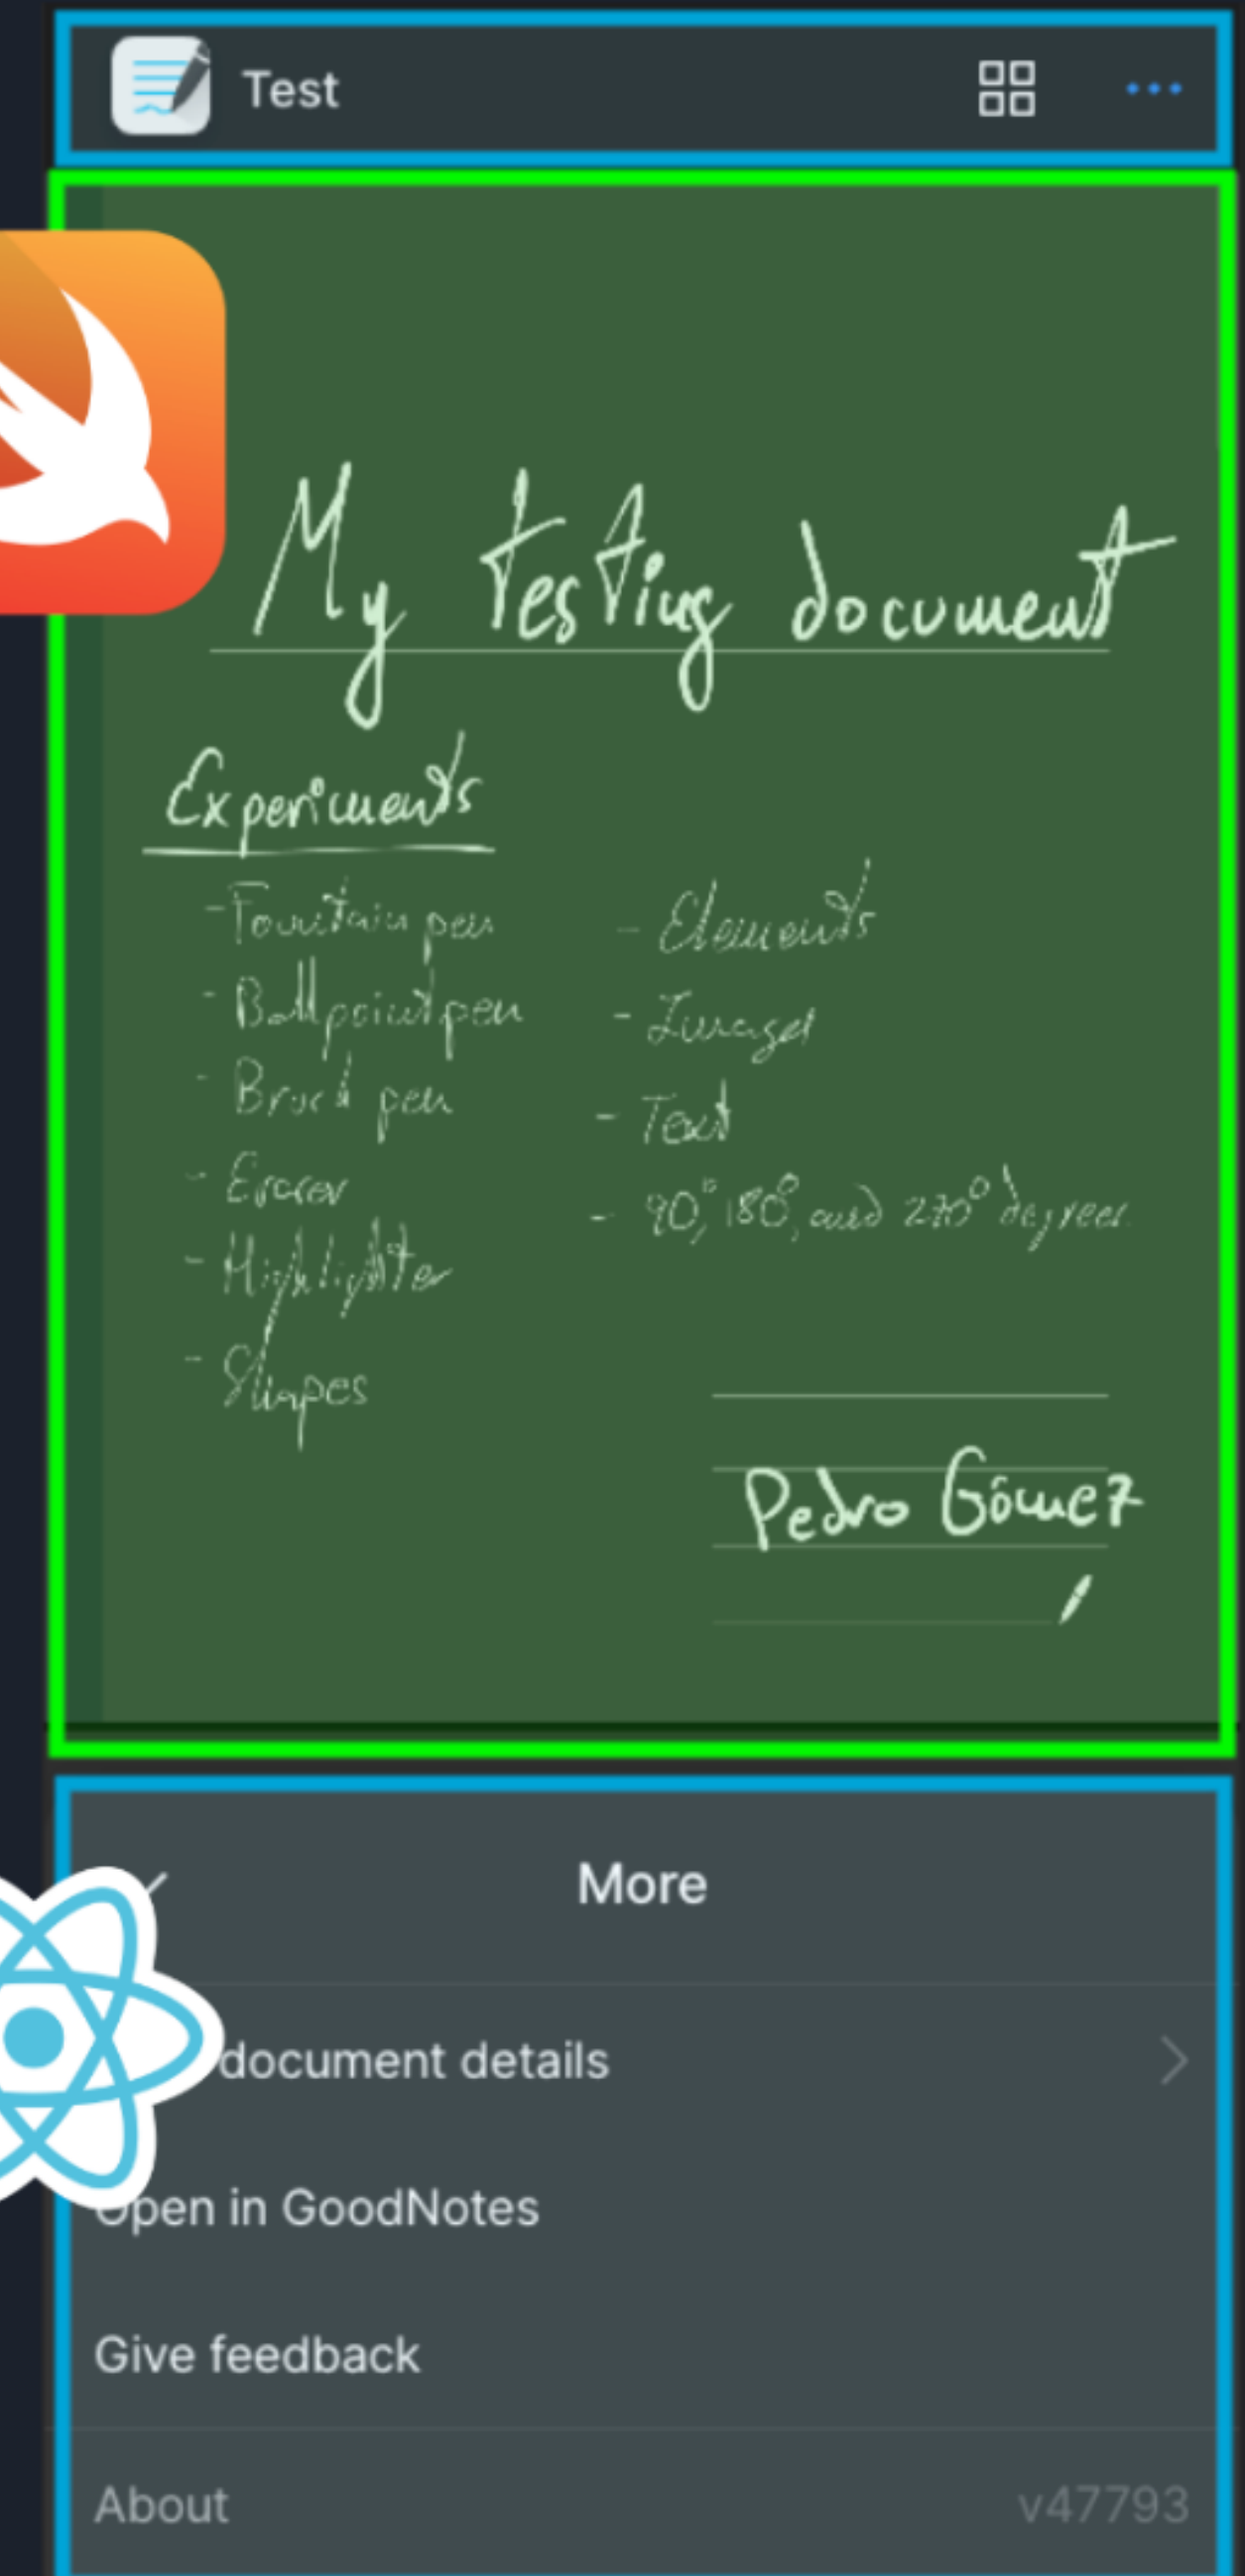 Test
My testing document
Experiments
- Fountain pen
- Ballpoint pen
- Brush pen
- Eraser
- Highlighter
- Shapes
- Elements
- Images
- Text
- 90°, 180°, and 270° degrees
Pedro Gómez
More
document details
Open in GoodNotes
Give feedback
About v47793